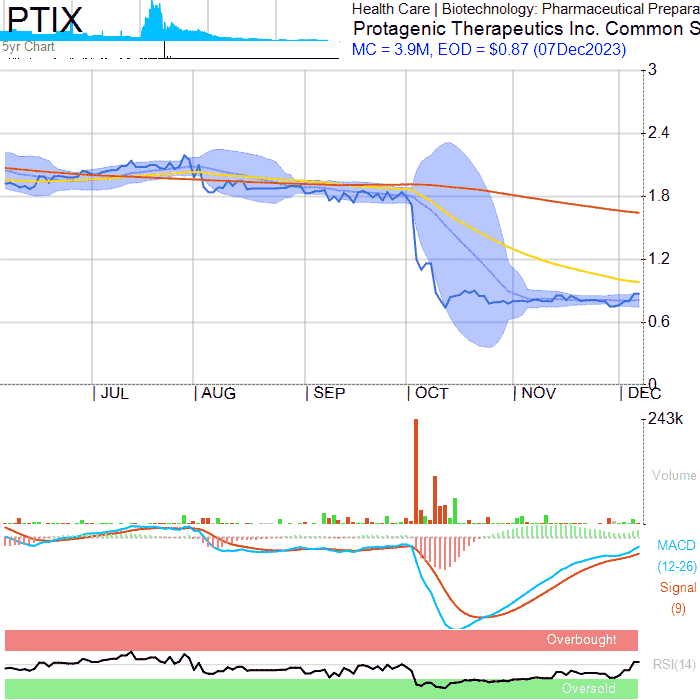 PTIX
5yr Chart
Health Care | Biotechnology: Pharmaceutical Prepara
Protagenic Therapeutics Inc. Common S
MC = 3.9M, EOD = $0.87 (07Dec2023)
3
2.4
1.8
1.2
0.6
0
JUL AUG SEP OCT NOV DEC
243k
Volume
MACD
(12-26)
Signal
(9)
Overbought
RSI(14)
Oversold